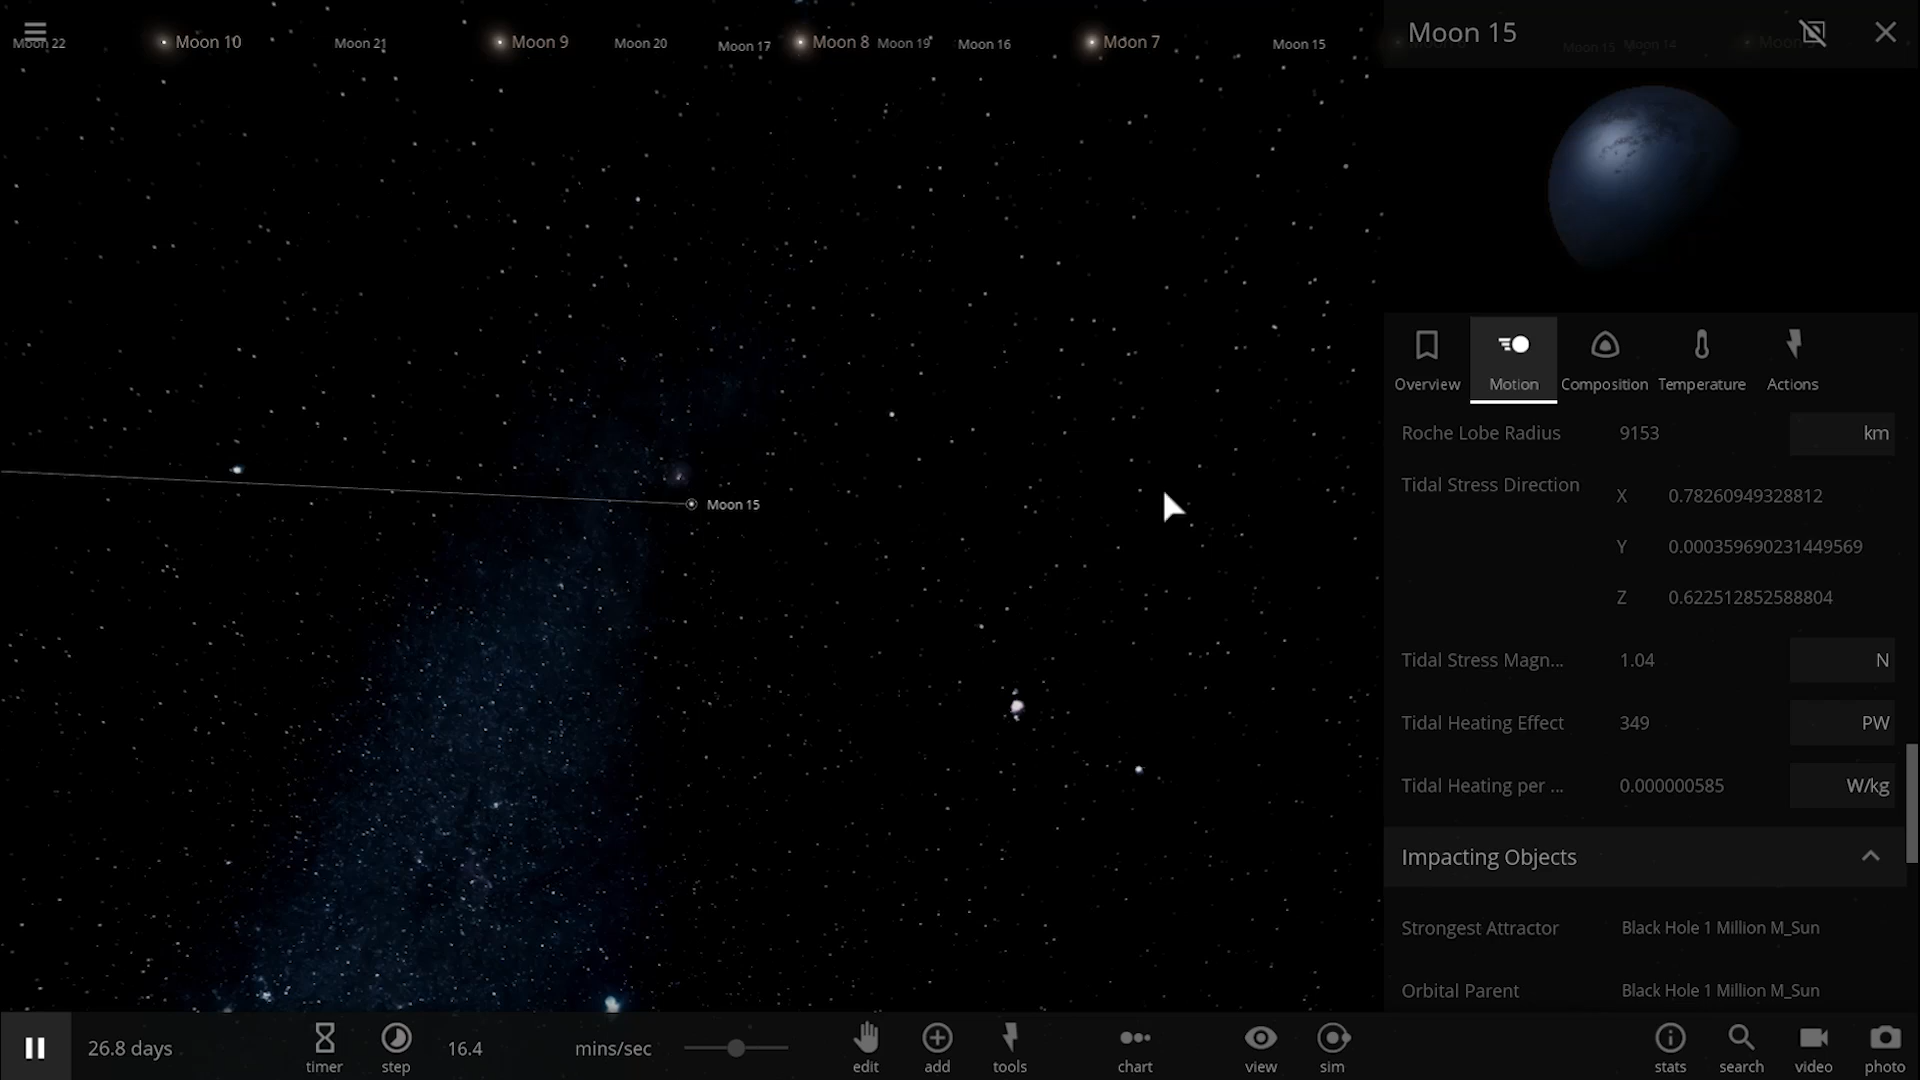 Moon 22
Moon 10
Moon 21
Moon 9
Moon 20
Moon 17
Moon 8
Moon 19
Moon 16
Moon 7
Moon 15
Moon 15
Moon 15
Moon 14
Moon
Overview
Motion
Composition
Temperature
Actions
Roche Lobe Radius 9153 km
Tidal Stress Direction X 0.78260949328812
Y 0.000359690231449569
Z 0.622512852588804
Moon 15
Tidal Stress Magn... 1.04 N
Tidal Heating Effect 349 PW
Tidal Heating per ... 0.000000585 W/kg
Impacting Objects
Strongest Attractor Black Hole 1 Million M_Sun
Orbital Parent Black Hole 1 Million M_Sun
26.8 days
timer
step
16.4 mins/sec
edit
add
tools
chart
view
sim
stats
search
video
photo